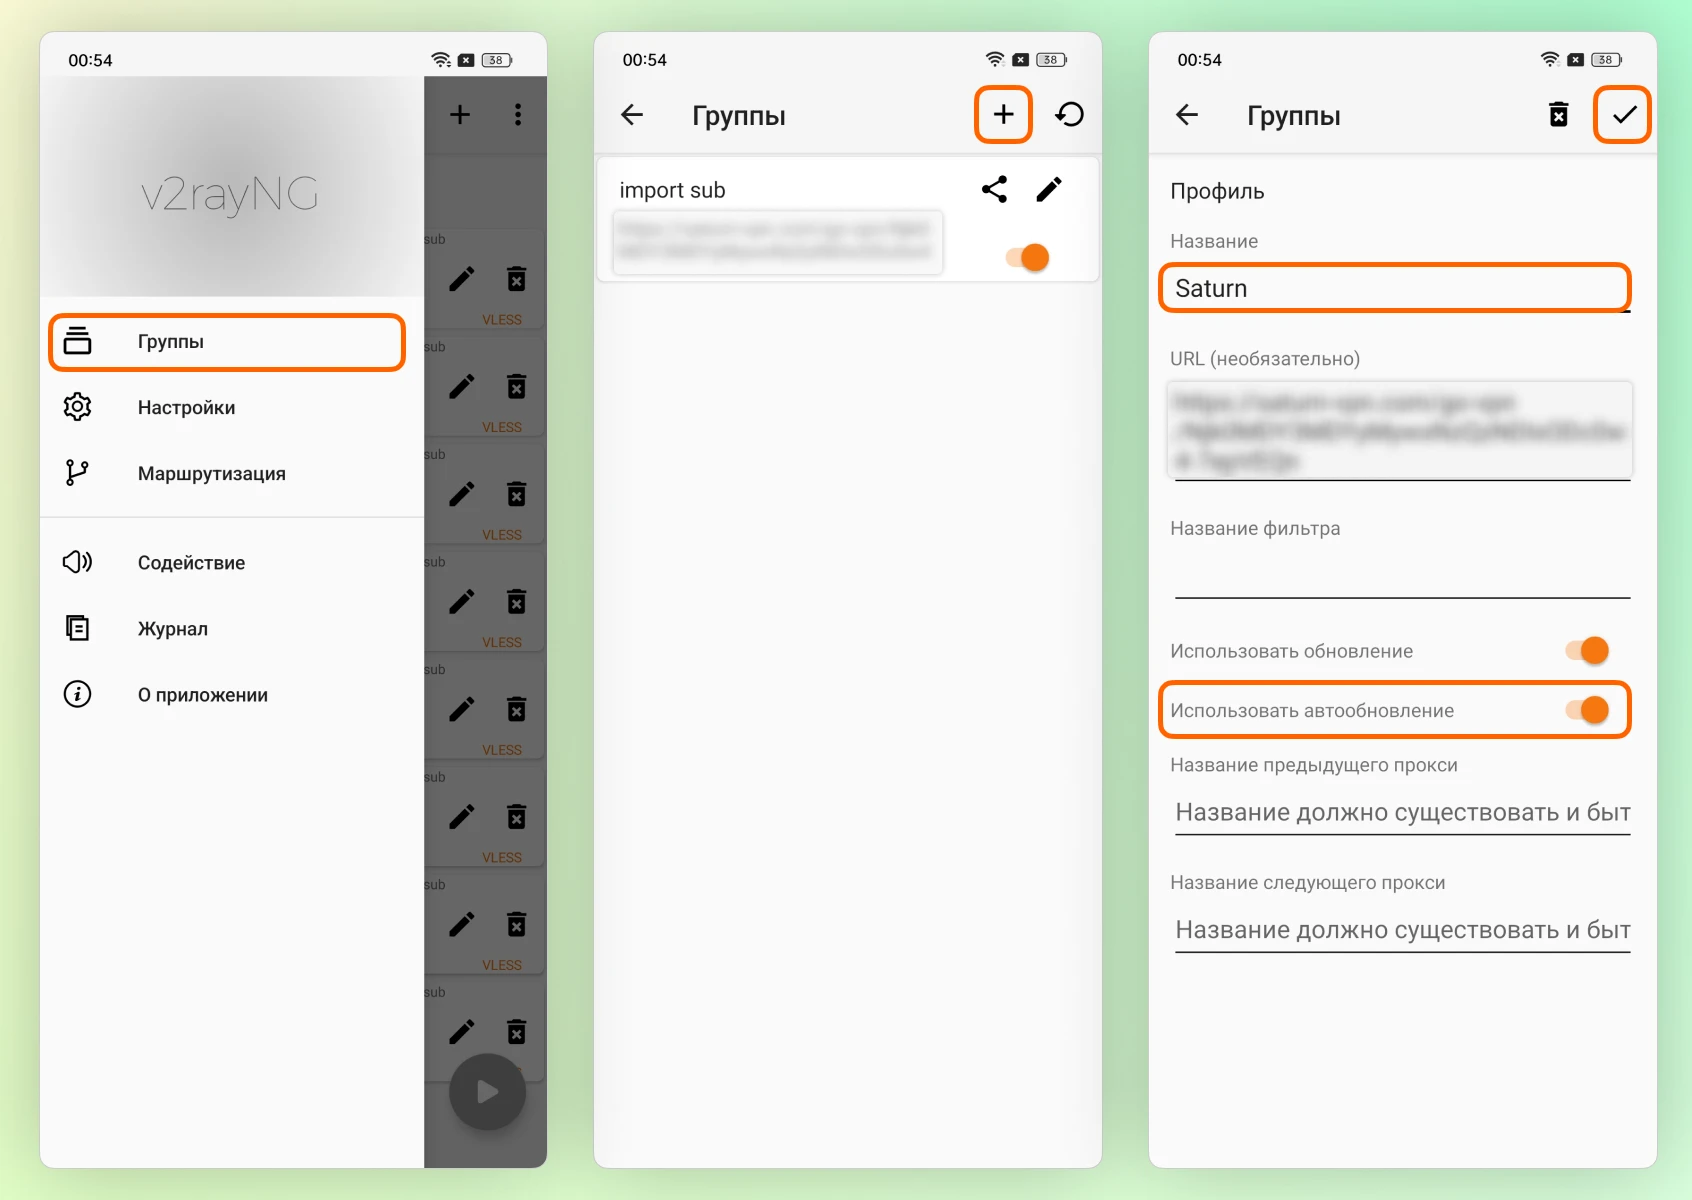 00:54
38
v2rayNG
Группы
Настройки
Маршрутизация
Содействие
Журнал
О приложении
sub
VLESS
sub
VLESS
sub
VLESS
sub
VLESS
sub
VLESS
sub
VLESS
sub
VLESS
sub
00:54
38
Группы
import sub
00:54
38
Группы
Профиль
Название
Saturn
URL (необязательно)
Название фильтра
Использовать обновление
Использовать автообновление
Название предыдущего прокси
Название должно существовать и быт
Название следующего прокси
Название должно существовать и быт